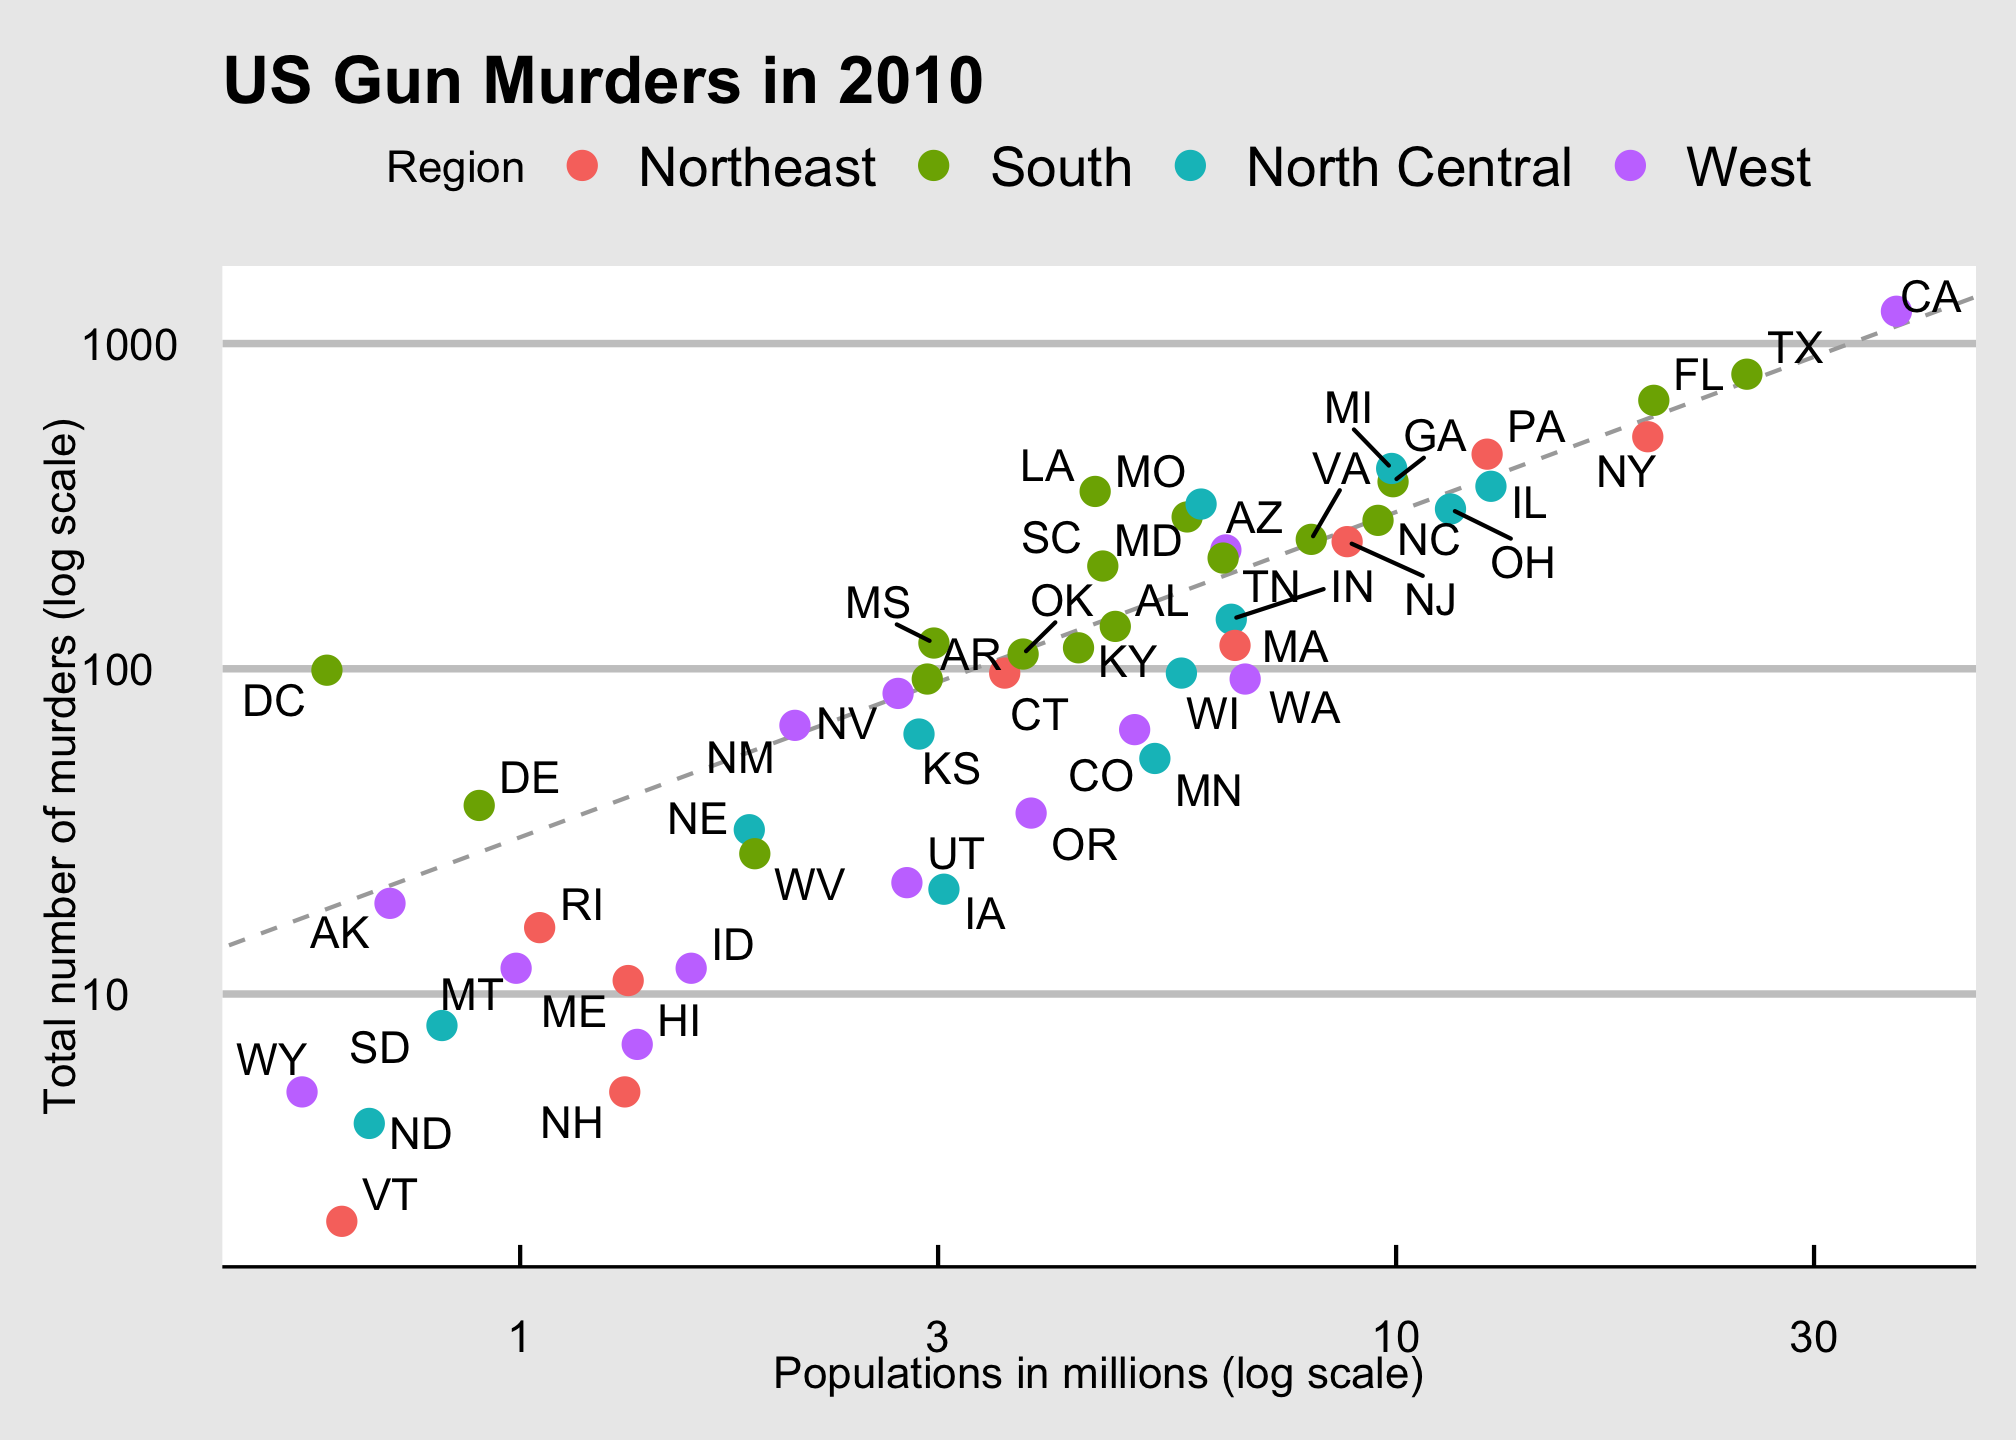 US Gun Murders in 2010
Region Northeast South North Central West
Total number of murders (log scale)
1000
100
10
CA
TX
FL
MI
PA
GA
NY
LA MO VA
IL
AZ
SC MD NC
OH
TN IN
NJ
MS OK AL
AR MA
KY
DC
CT WI WA
NV
NM
KS CO
DE MN
NE
OR
UT
WV
RI IA
AK
ID
MT
ME HI
SD
WY
NH
ND
VT
1 3 10 30
Populations in millions (log scale)